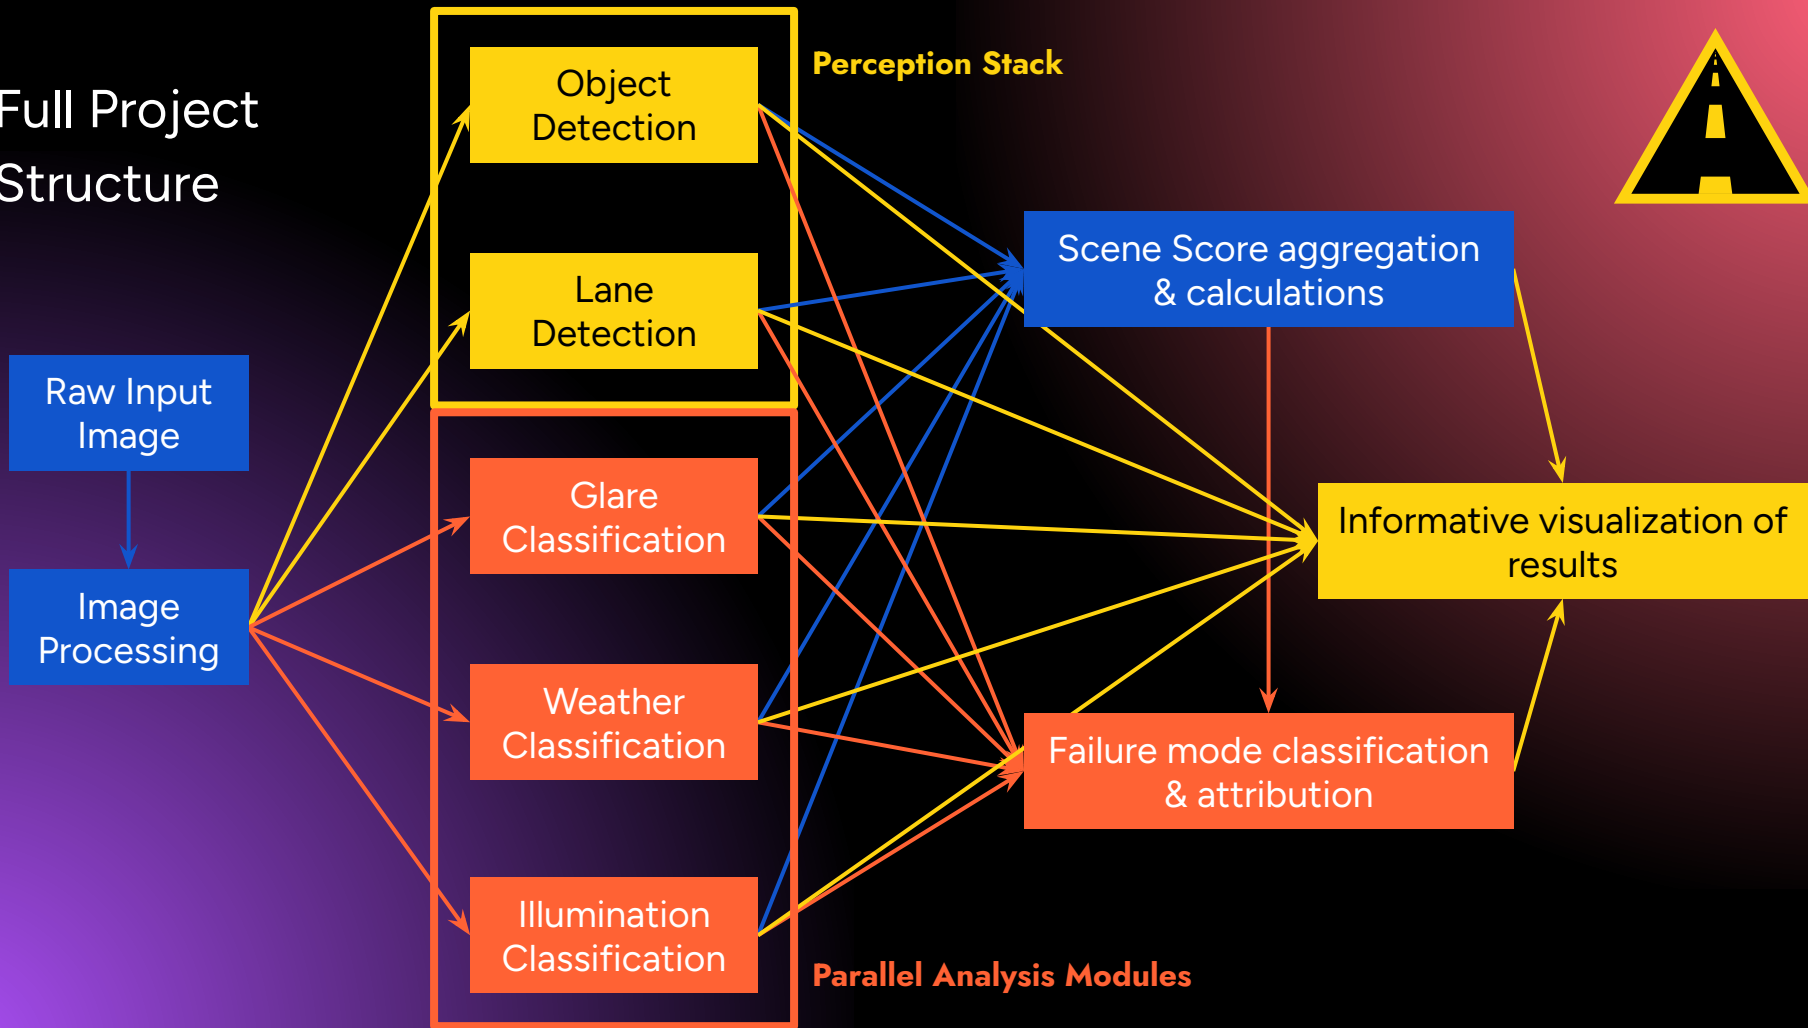 Full Project
Structure
Raw Input
Image
Image
Processing
Perception Stack
Object
Detection
Lane
Detection
Glare
Classification
Weather
Classification
Illumination
Classification
Parallel Analysis Modules
Scene Score aggregation
& calculations
Failure mode classification
& attribution
Informative visualization of
results